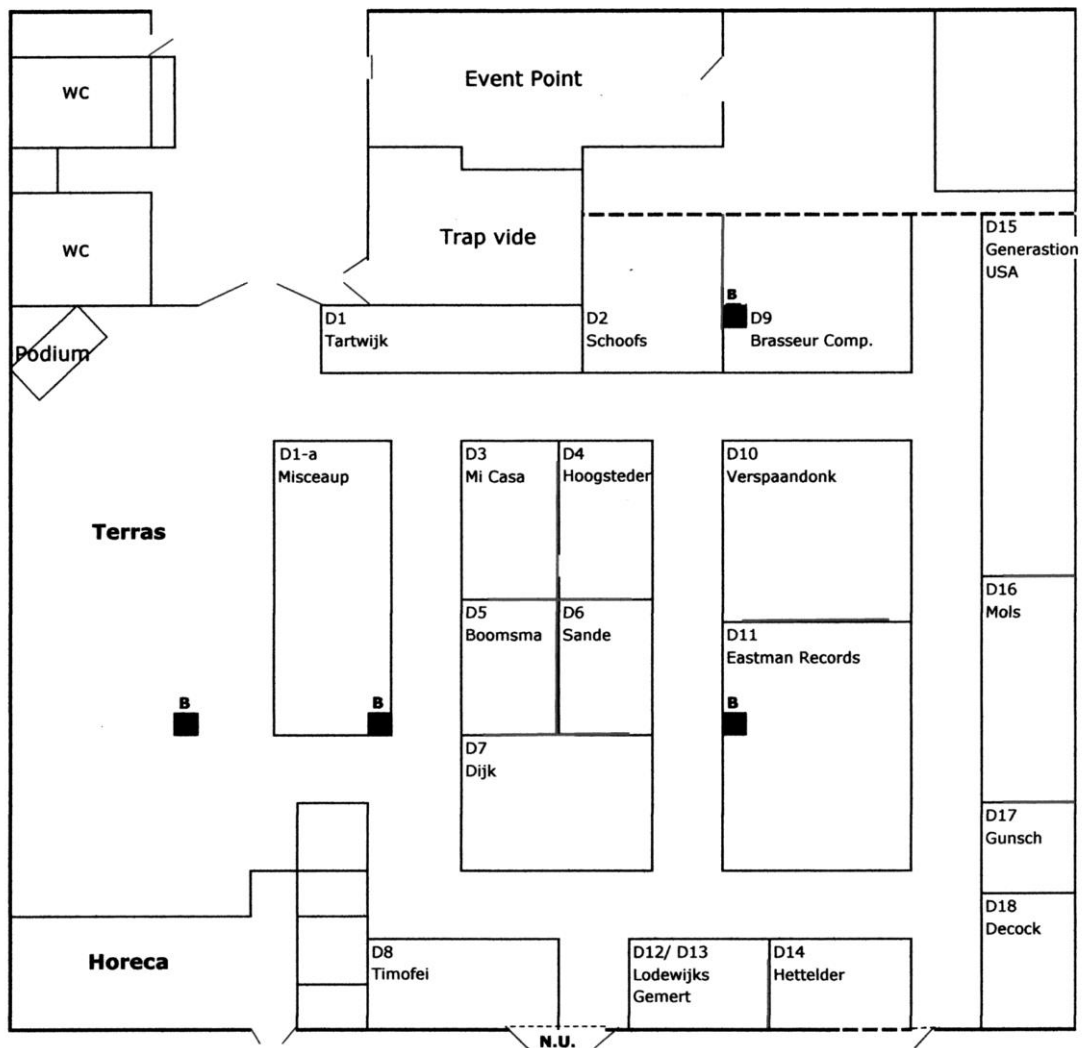 WC
Event Point
WC
Trap vide
D15
Generastion
USA
B
D1
Tartwijk
D2
Schoofs
D9
Brasseur Comp.
Podium
D1-a
Misceaup
D3
Mi Casa
D4
Hoogsteder
D10
Verspaandonk
Terras
D16
Mols
D5
Boomsma
D6
Sande
D11
Eastman Records
B
B
B
D7
Dijk
D17
Gunsch
D18
Decock
Horeca
D8
Timofei
D12/ D13
Lodewijks
Gemert
D14
Hettelder
N.U.